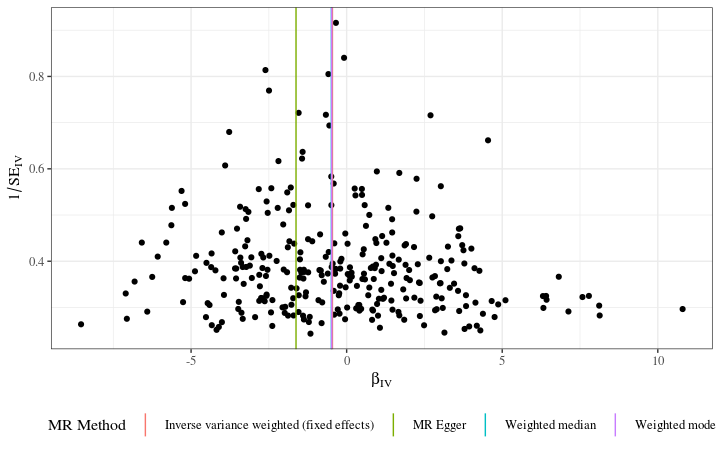 0.8
0.6
0.4
1/SE_IV
-5 0 5 10
β_IV
MR Method Inverse variance weighted (fixed effects) MR Egger Weighted median Weighted mode